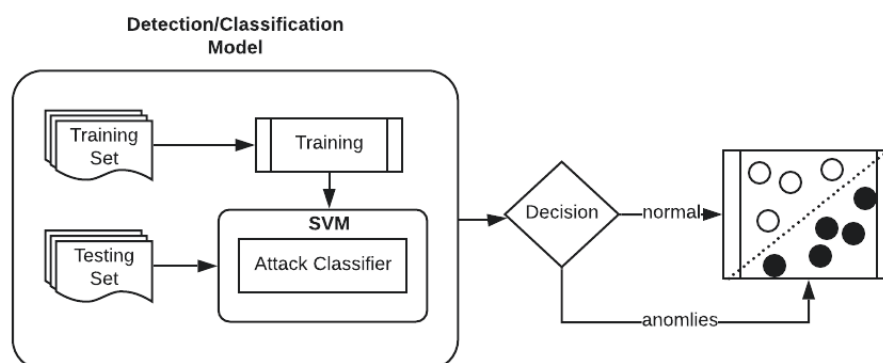 Detection/Classification
Model
Training
Set
Training
SVM
Testing
Set
Attack Classifier
Decision
normal
anomlies